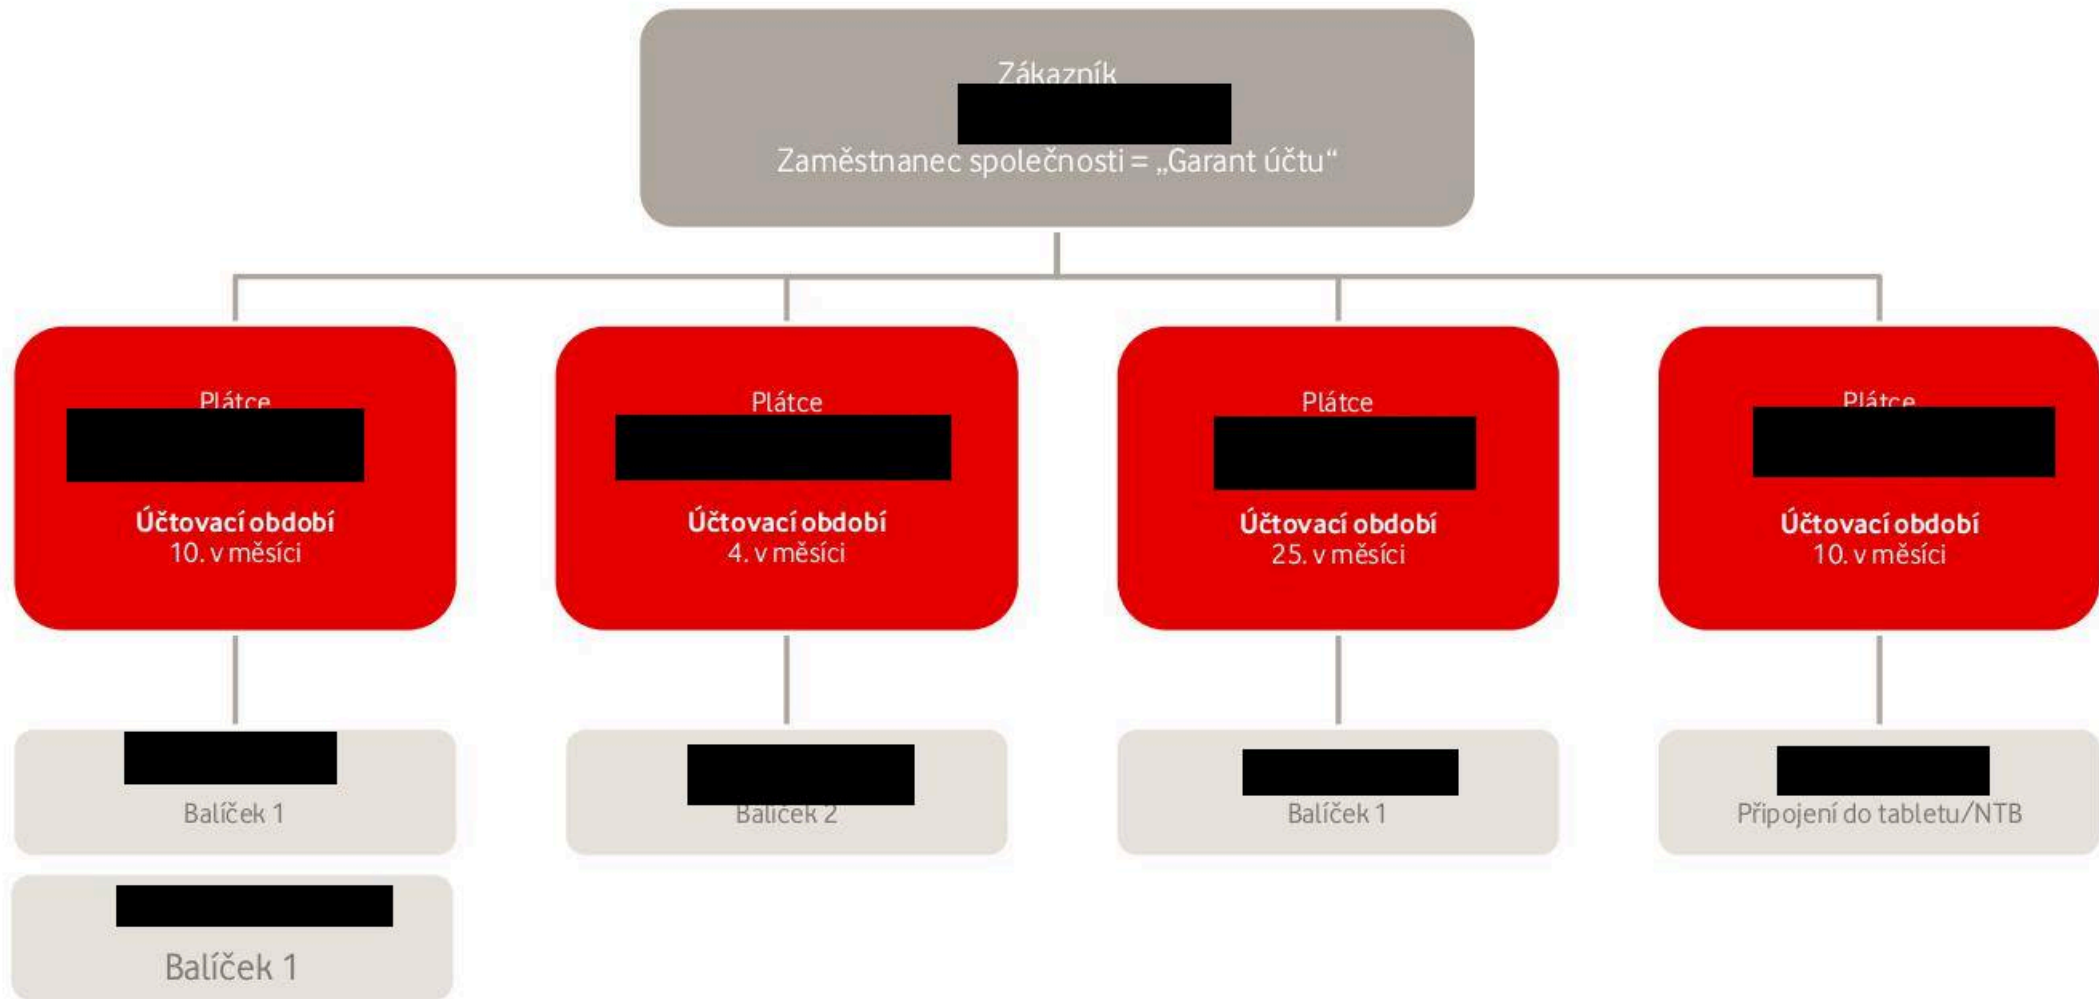 Zákazník
Zaměstnanec společnosti = „Garant účtu“
Plátce
Účtovací období
10. v měsíci
Plátce
Účtovací období
4. v měsíci
Plátce
Účtovací období
25. v měsíci
Plátce
Účtovací období
10. v měsíci
Balíček 1
Balíček 2
Balíček 1
Připojení do tabletu/NTB
Balíček 1